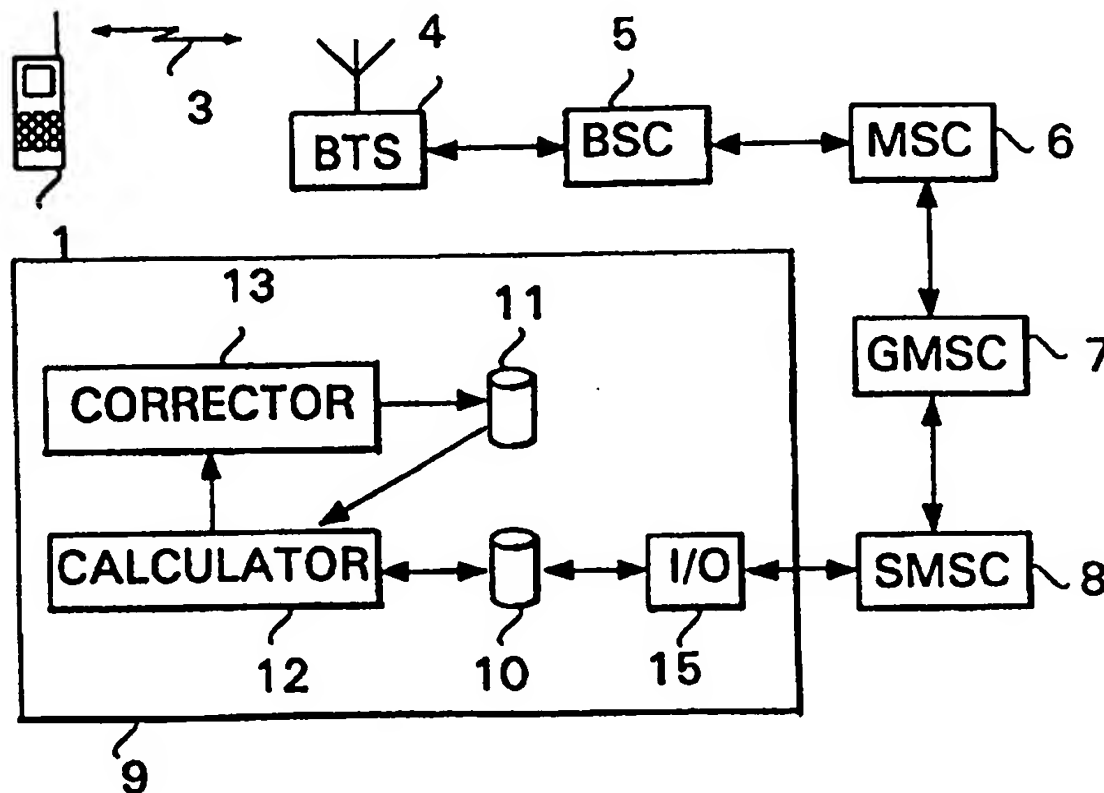 4
5
3
BTS
BSC
MSC
6
1
13
11
GMSC
7
CORRECTOR
CALCULATOR
I/O
SMSC
8
12
10
15
9